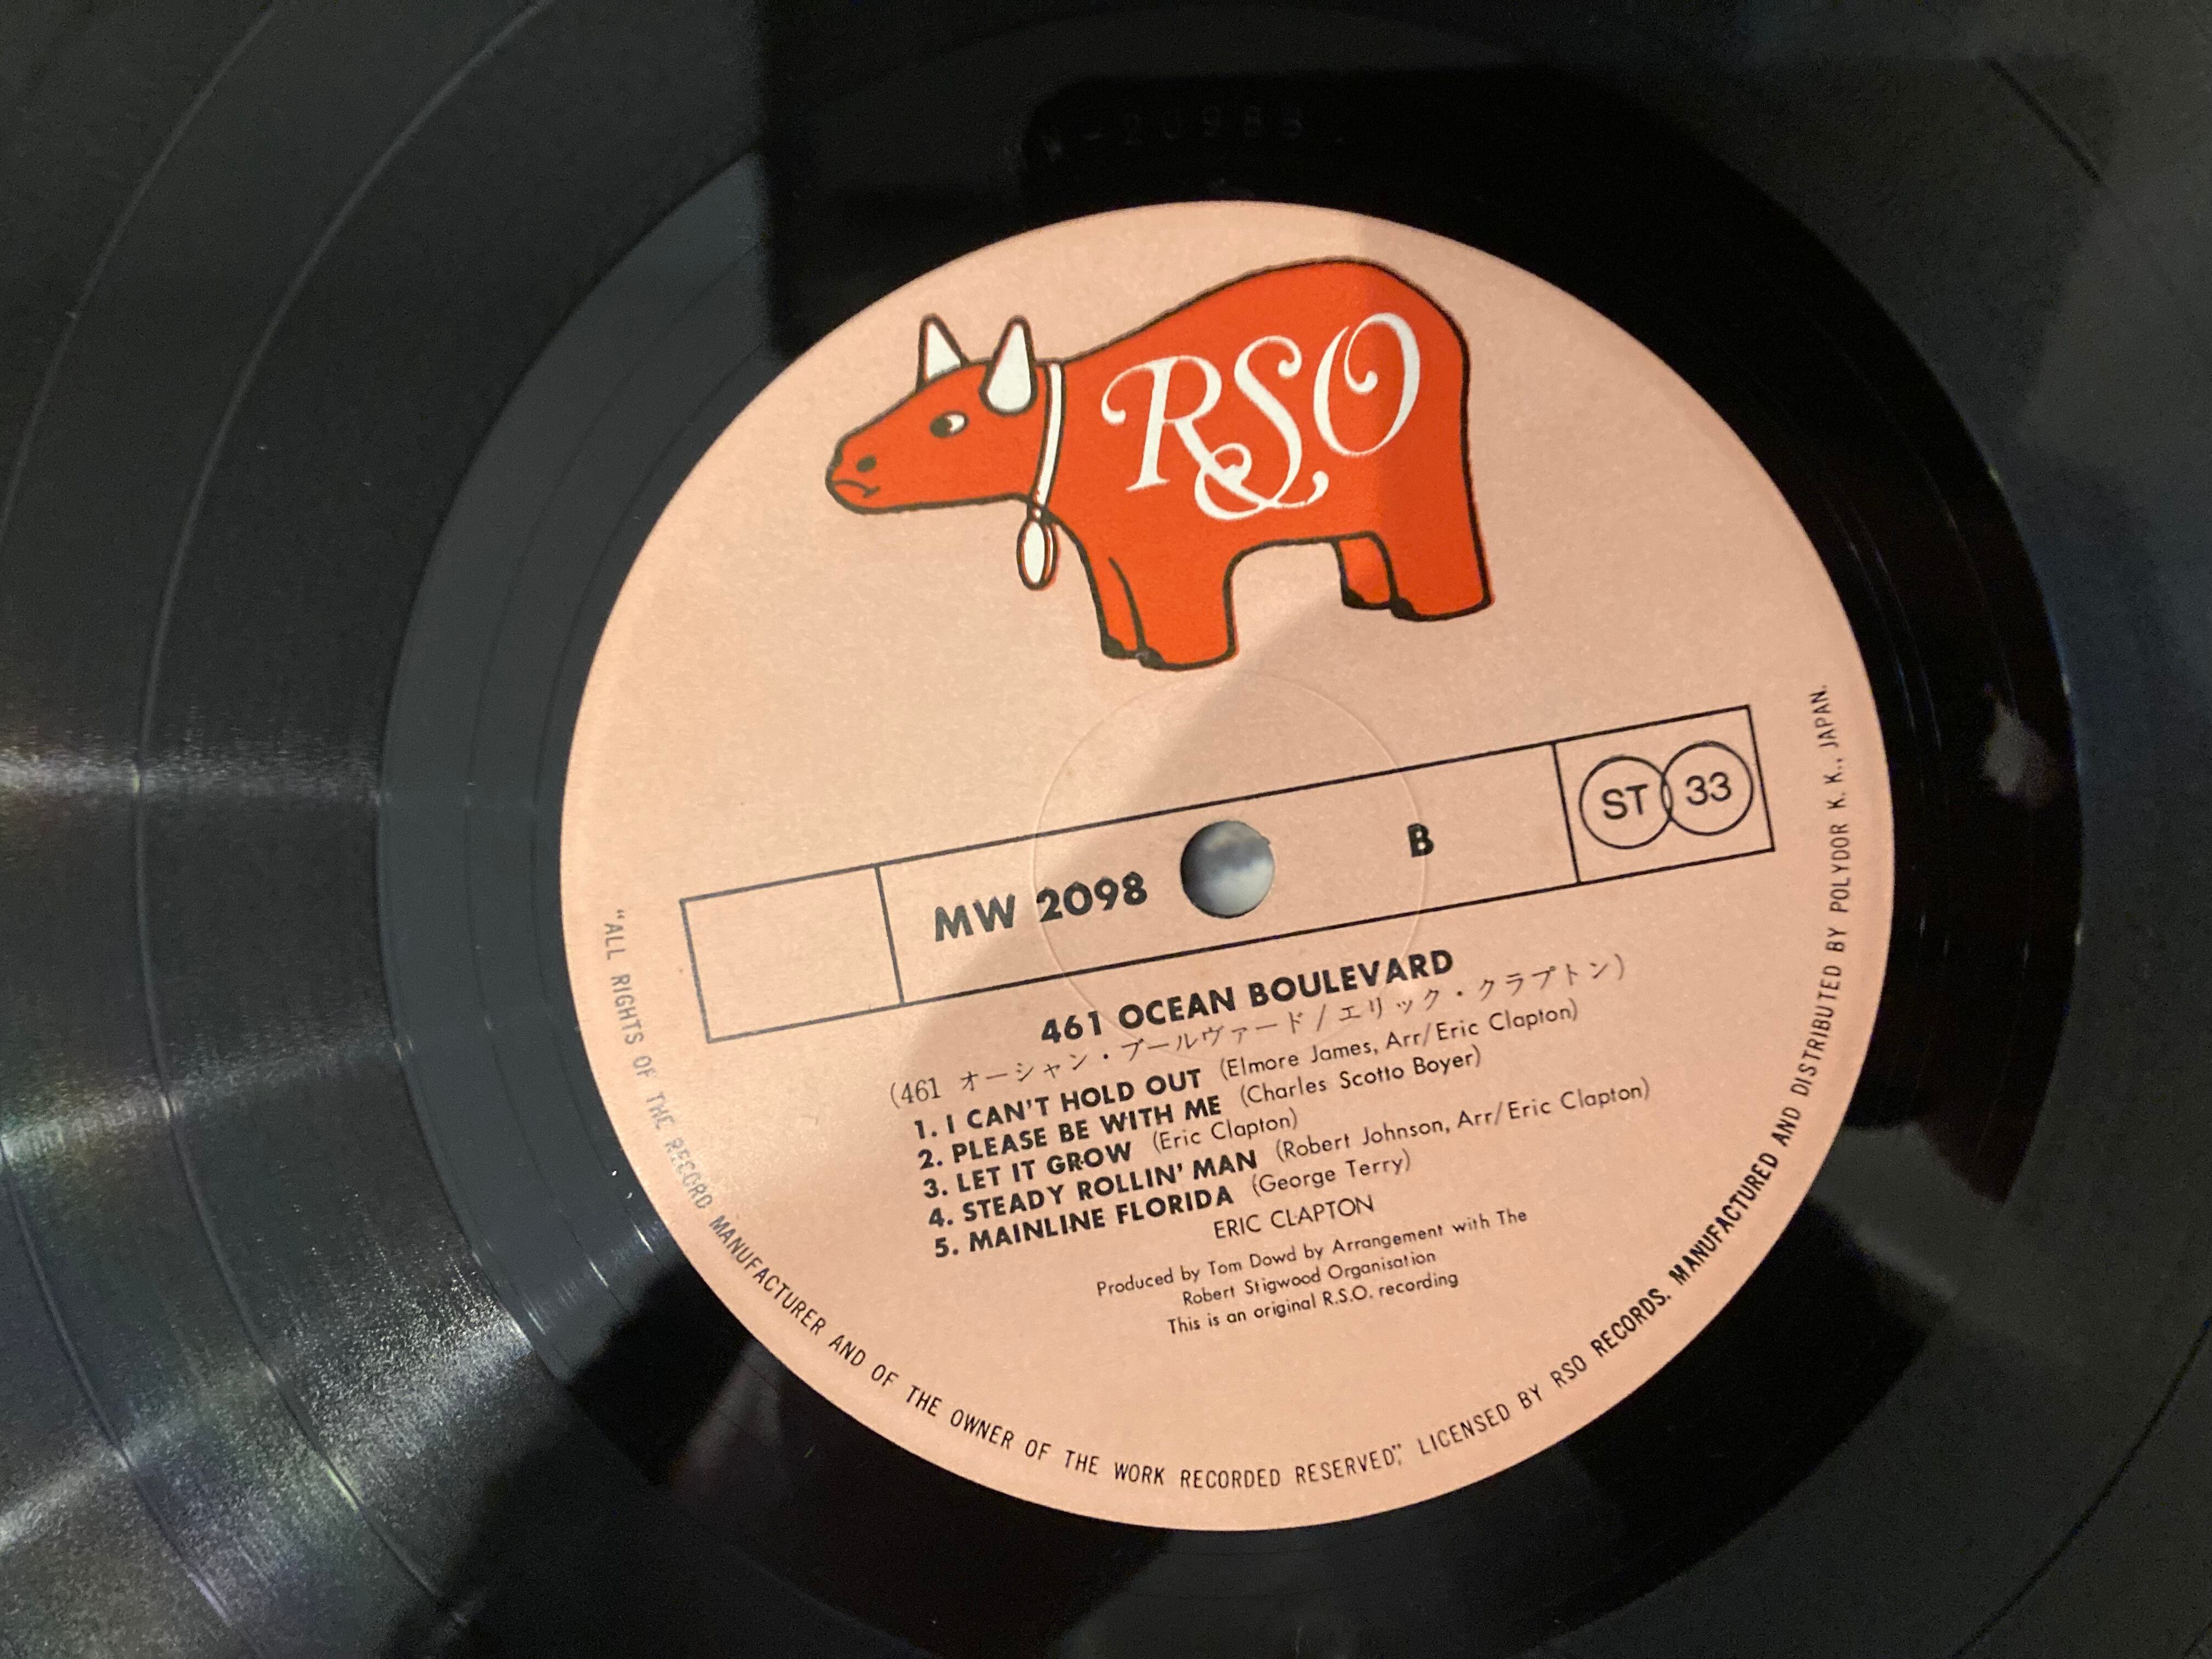 RSO
MW 2098
B
ST 33
461 OCEAN BOULEVARD
(461 オーシャン・ブールヴァード/エリック・クラプトン)
1. I CAN'T HOLD OUT (Elmore James, Arr/Eric Clapton)
2. PLEASE BE WITH ME (Charles Scotto Boyer)
3. LET IT GROW (Eric Clapton)
4. STEADY ROLLIN' MAN (Robert Johnson, Arr/Eric Clapton)
5. MAINLINE FLORIDA (George Terry)
ERIC CLAPTON
Produced by Tom Dowd by Arrangement with The
Robert Stigwood Organisation
This is an original R.S.O. recording
"ALL RIGHTS OF THE RECORD MANUFACTURER AND OF THE OWNER OF THE WORK RECORDED RESERVED," LICENSED BY RSO RECORDS. MANUFACTURED AND DISTRIBUTED BY POLYDOR K. K., JAPAN.